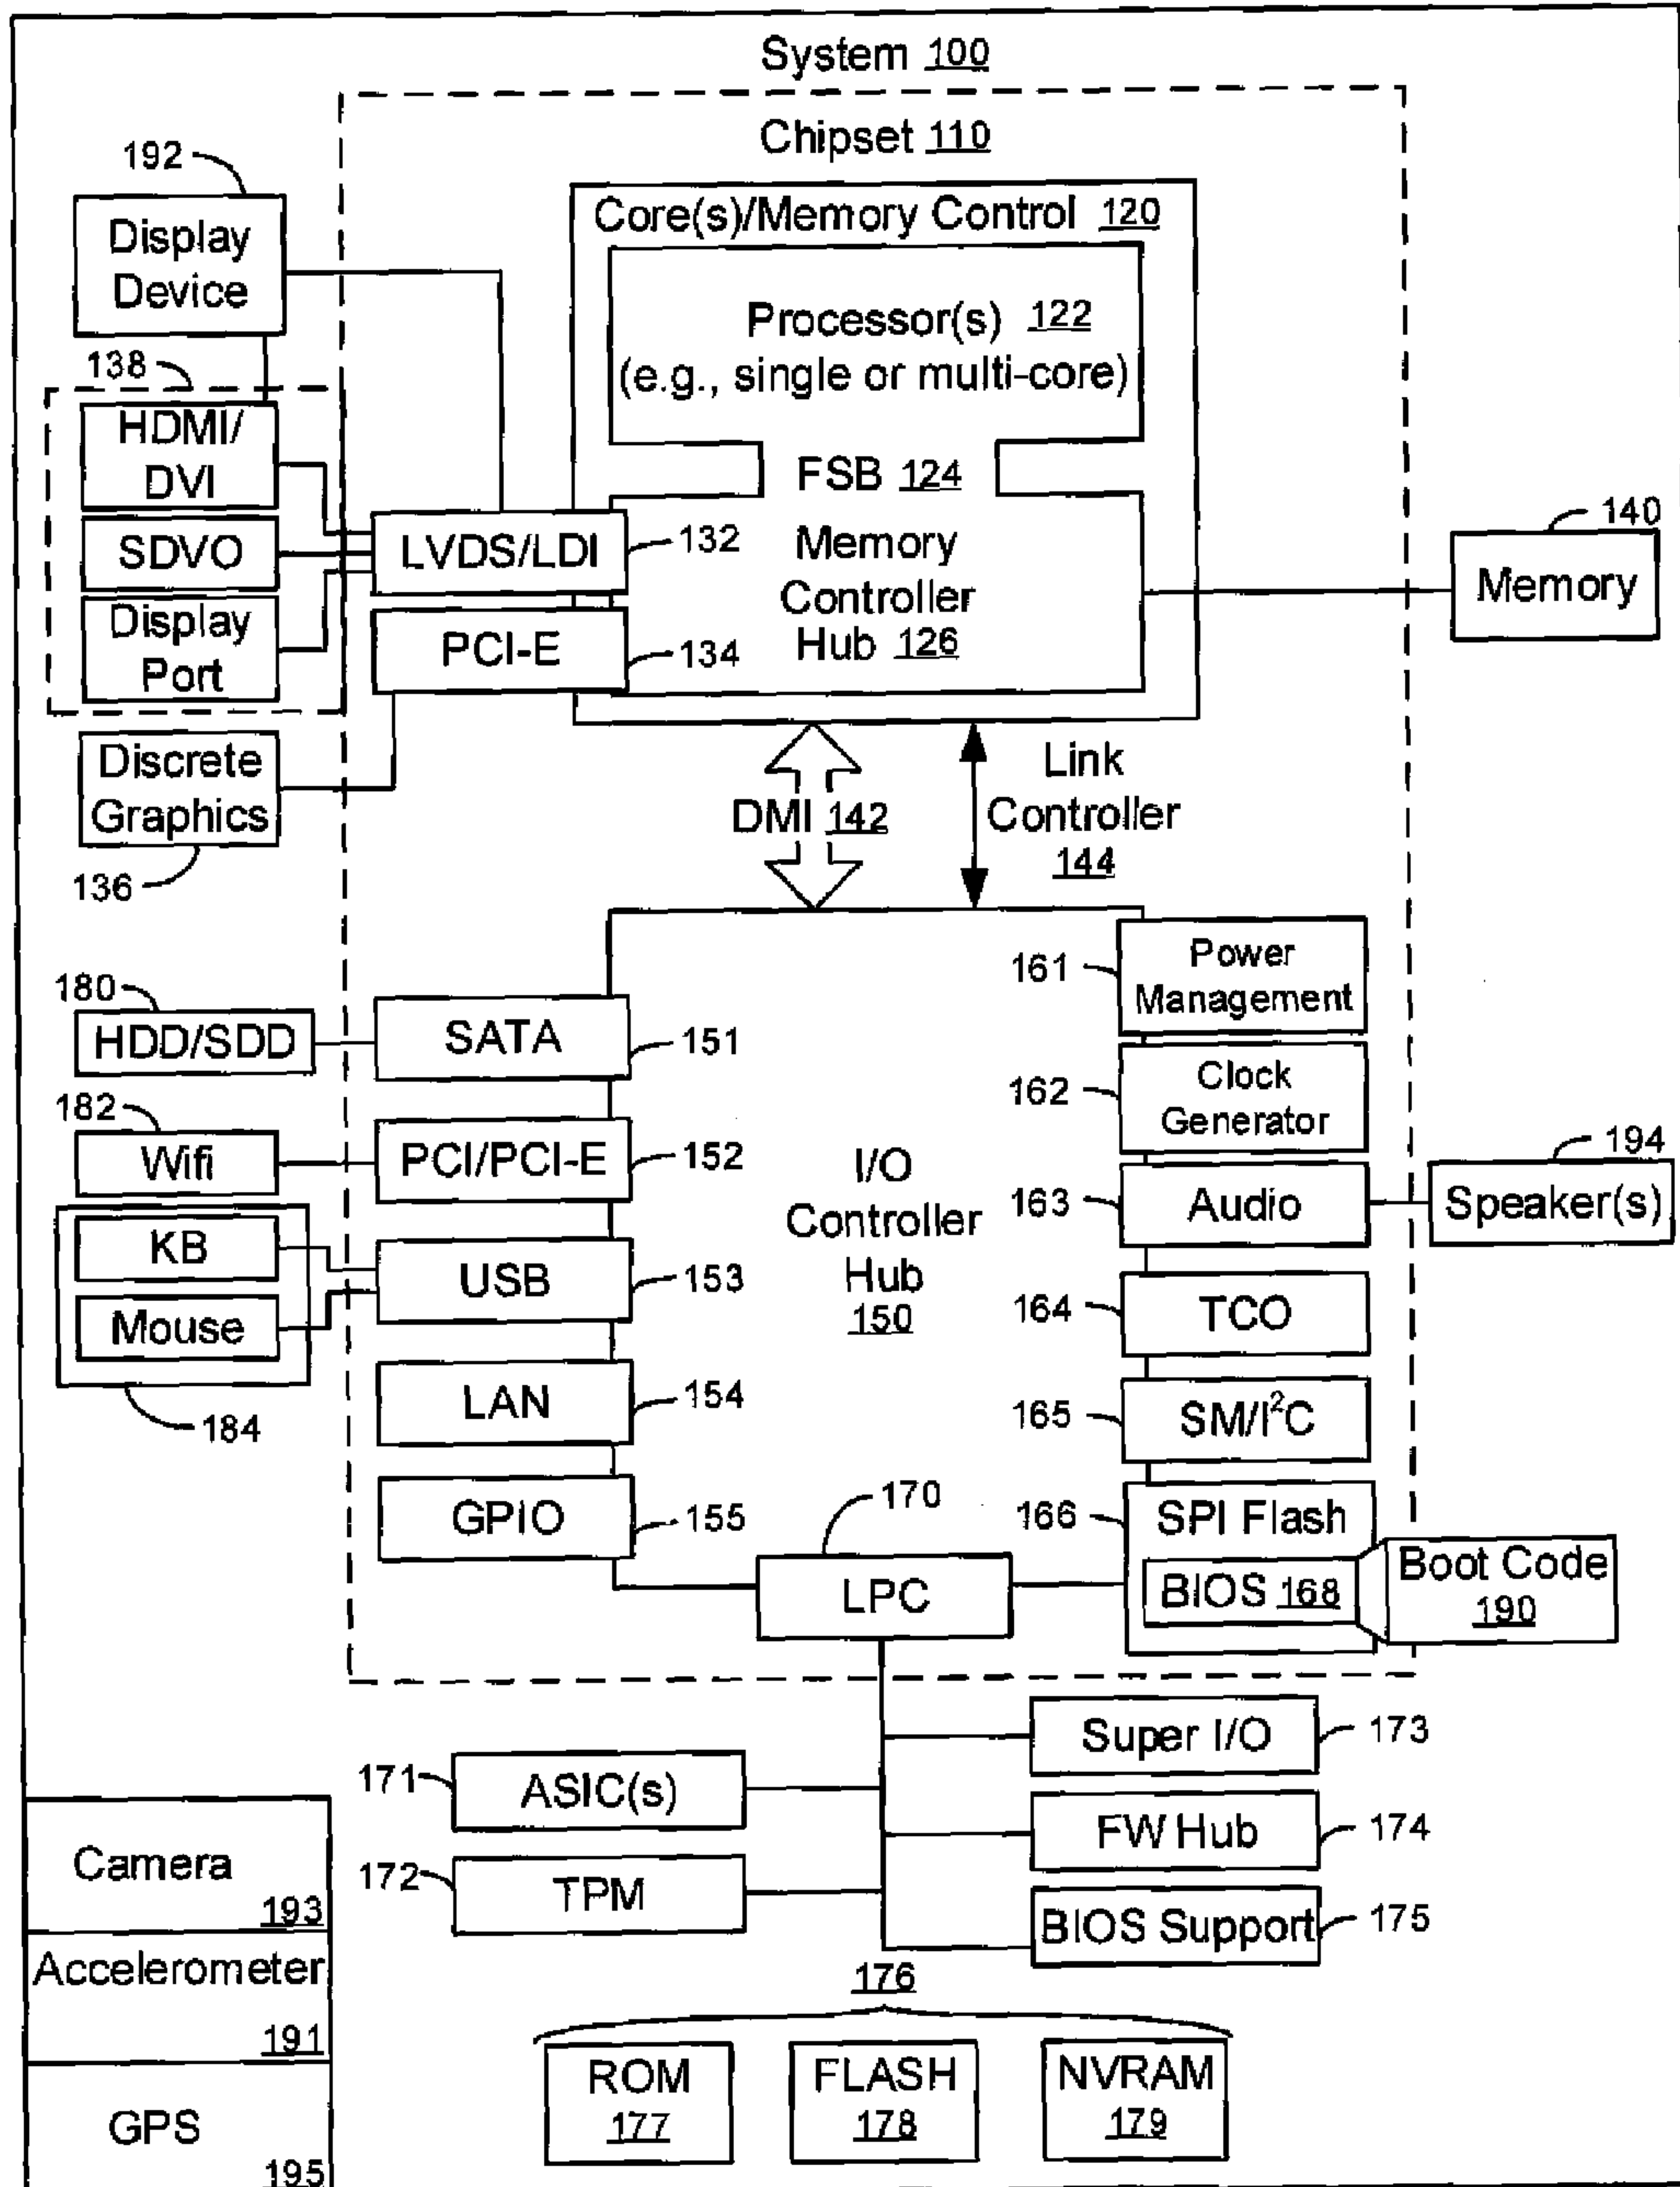 System 100
Chipset 110
192
Display
Device
Core(s)/Memory Control 120
Processor(s) 122
(e.g., single or multi-core)
138
HDMI/
DVI
SDVO
Display
Port
FSB 124
LVDS/LDI
132
Memory
Controller
Hub 126
PCI-E
134
140
Memory
Discrete
Graphics
136
DMI 142
Link
Controller
144
180
HDD/SDD
SATA
151
182
Wifi
PCI/PCI-E
152
KB
Mouse
184
USB
153
LAN
154
GPIO
155
I/O
Controller
Hub
150
161
Power
Management
162
Clock
Generator
163
Audio
194
Speaker(s)
164
TCO
165
SM/I²C
166
SPI Flash
BIOS 168
Boot Code
190
170
LPC
171
ASIC(s)
172
TPM
Super I/O
173
FW Hub
174
BIOS Support
175
Camera
193
Accelerometer
191
GPS
195
176
ROM
177
FLASH
178
NVRAM
179